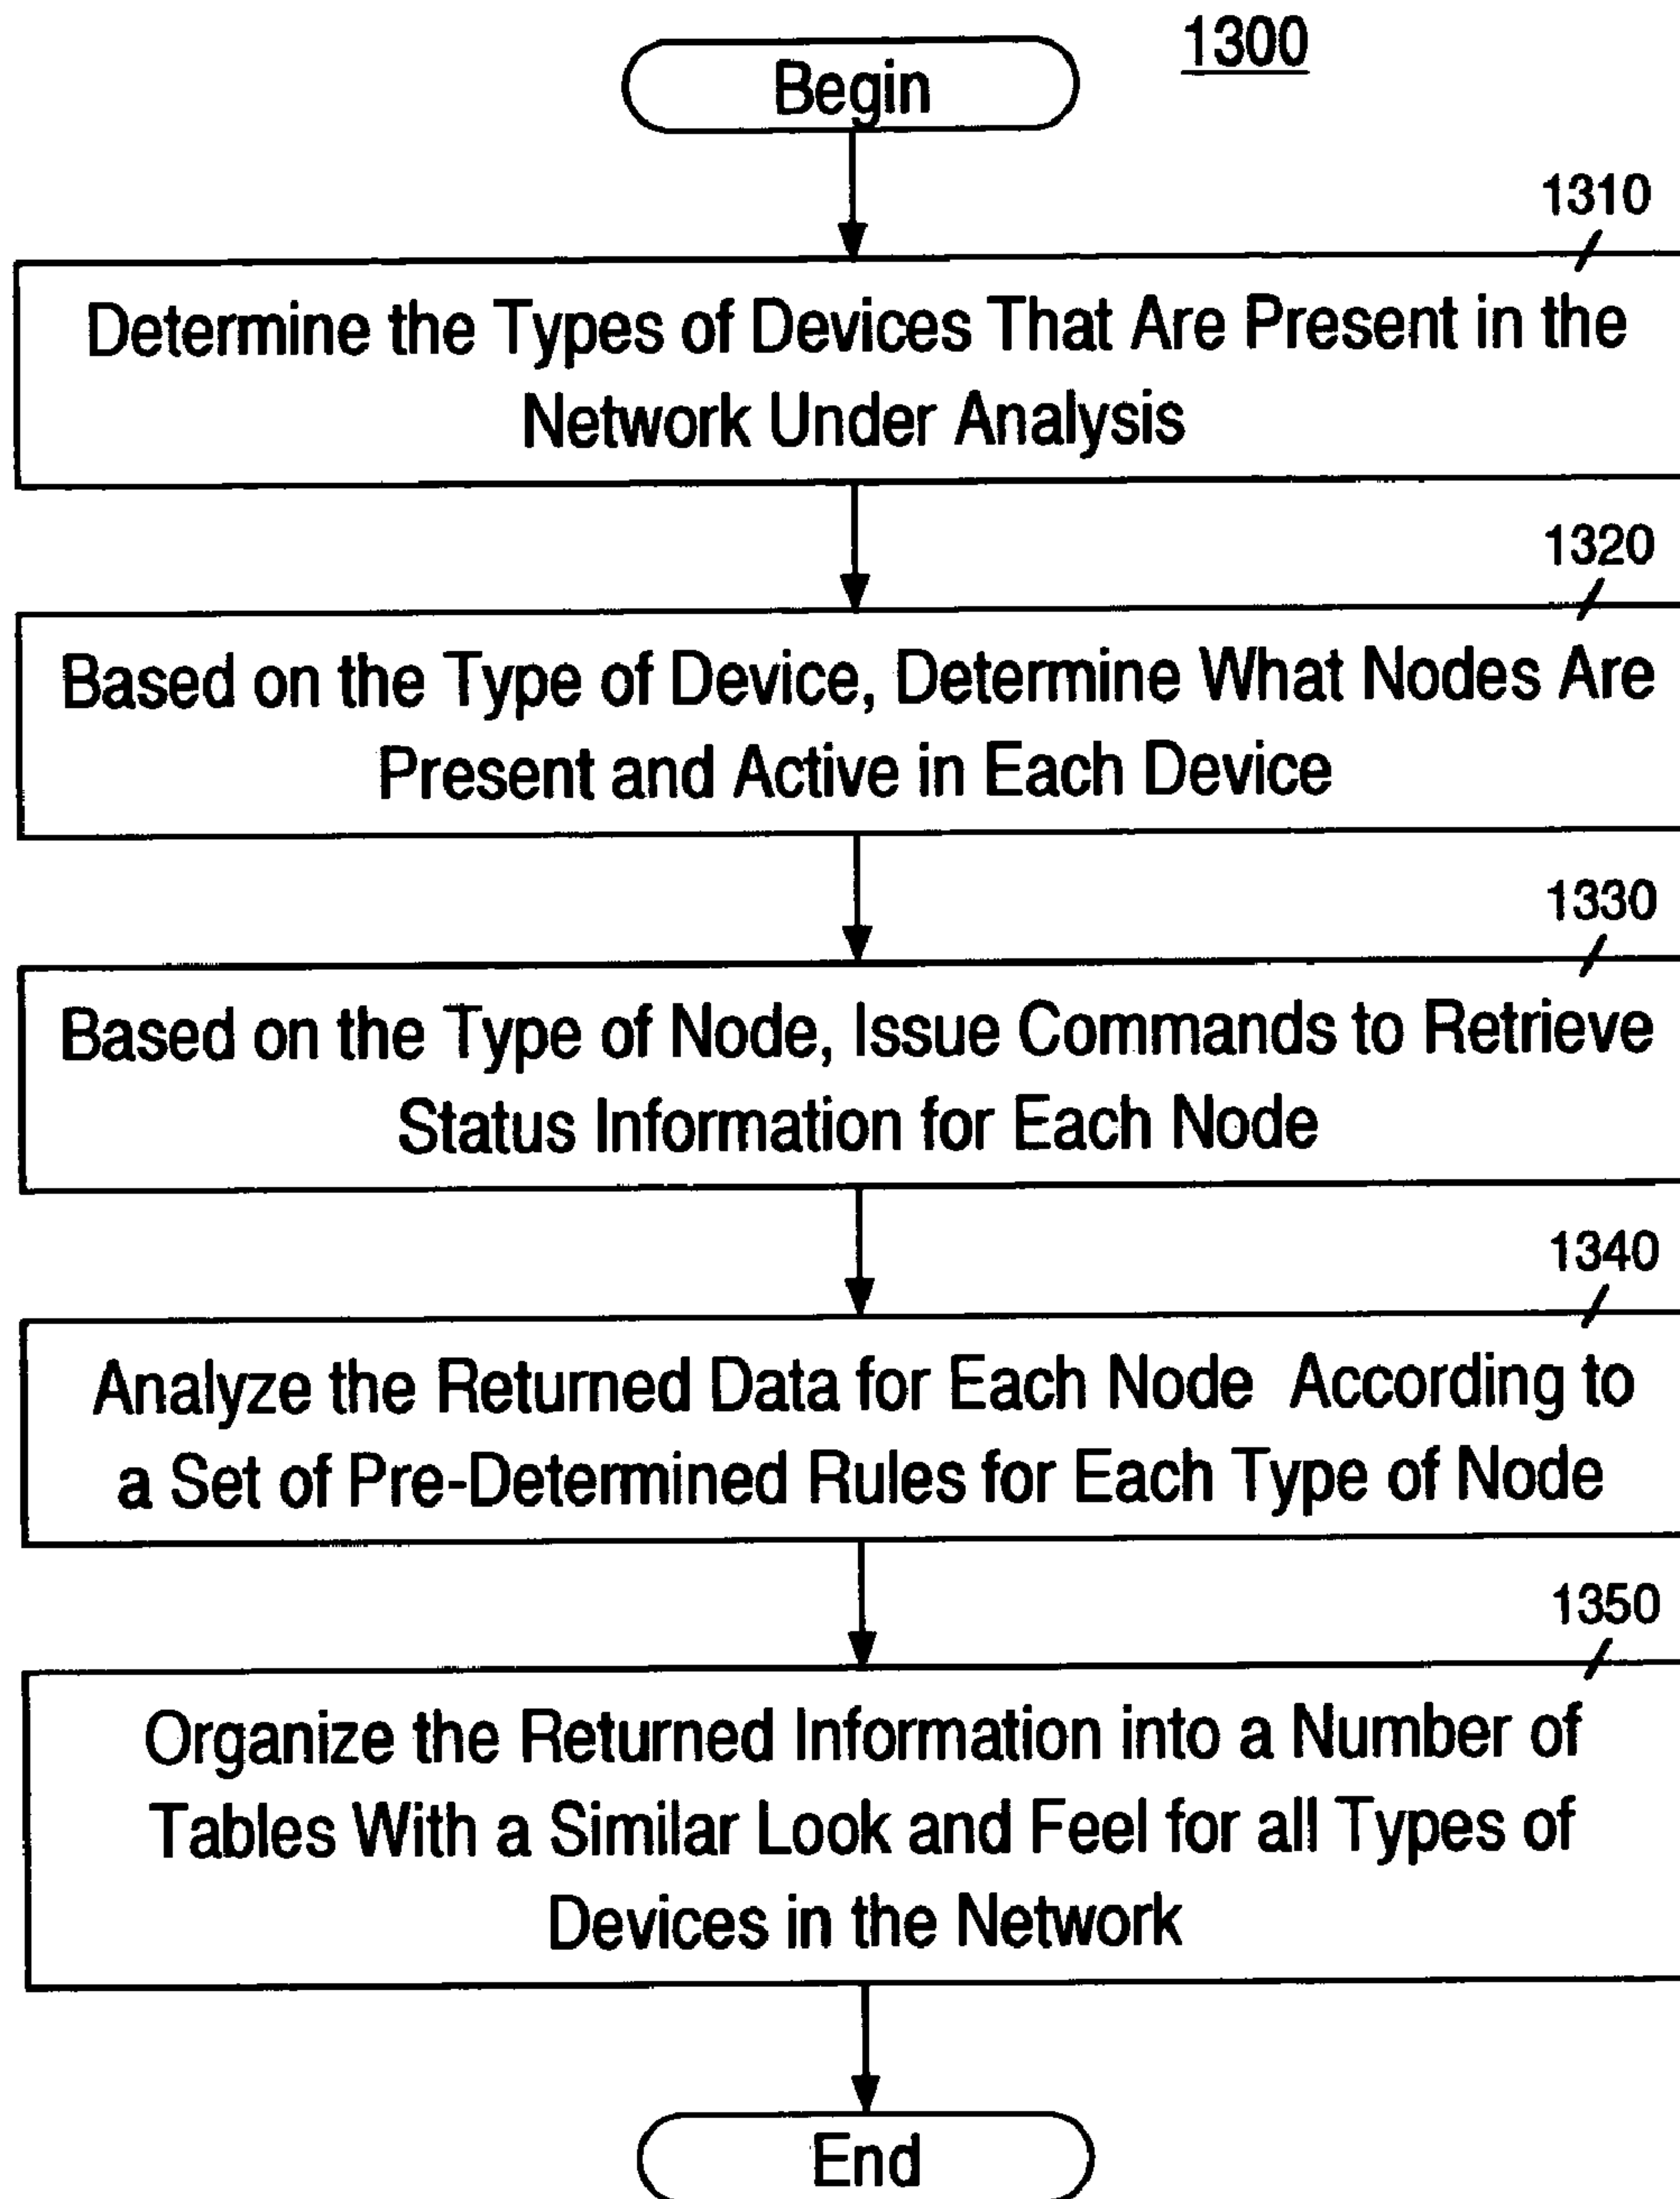 1300
Begin
1310
Determine the Types of Devices That Are Present in the
Network Under Analysis
1320
Based on the Type of Device, Determine What Nodes Are
Present and Active in Each Device
1330
Based on the Type of Node, Issue Commands to Retrieve
Status Information for Each Node
1340
Analyze the Returned Data for Each Node According to
a Set of Pre-Determined Rules for Each Type of Node
1350
Organize the Returned Information into a Number of
Tables With a Similar Look and Feel for all Types of
Devices in the Network
End